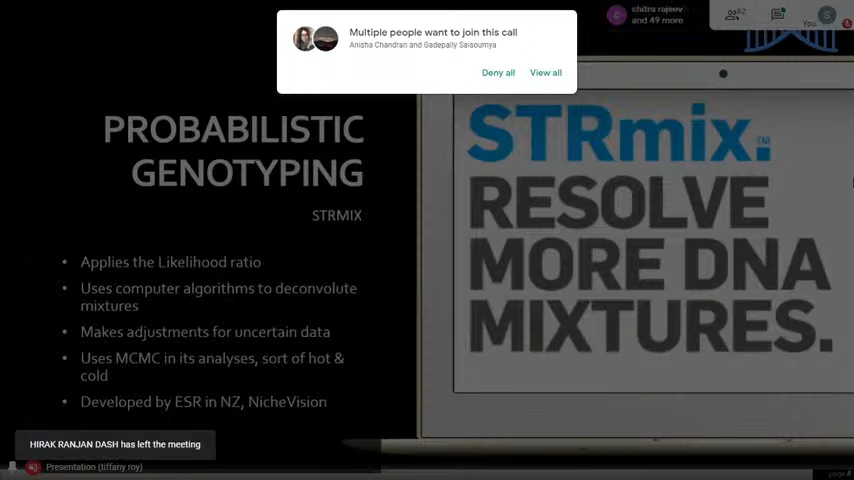 chitra rajeev
and 49 more
62
S
You
C
Multiple people want to join this call
Anisha Chandran and Gadepally Saisoumya
Deny all View all
PROBABILISTIC
GENOTYPING
STRMIX
• Applies the Likelihood ratio
• Uses computer algorithms to deconvolute
mixtures
• Makes adjustments for uncertain data
• Uses MCMC in its analyses, sort of hot &
cold
• Developed by ESR in NZ, NicheVision
STRmix.™
RESOLVE
MORE DNA
MIXTURES.
HIRAK RANJAN DASH has left the meeting
Presentation (tiffany roy)